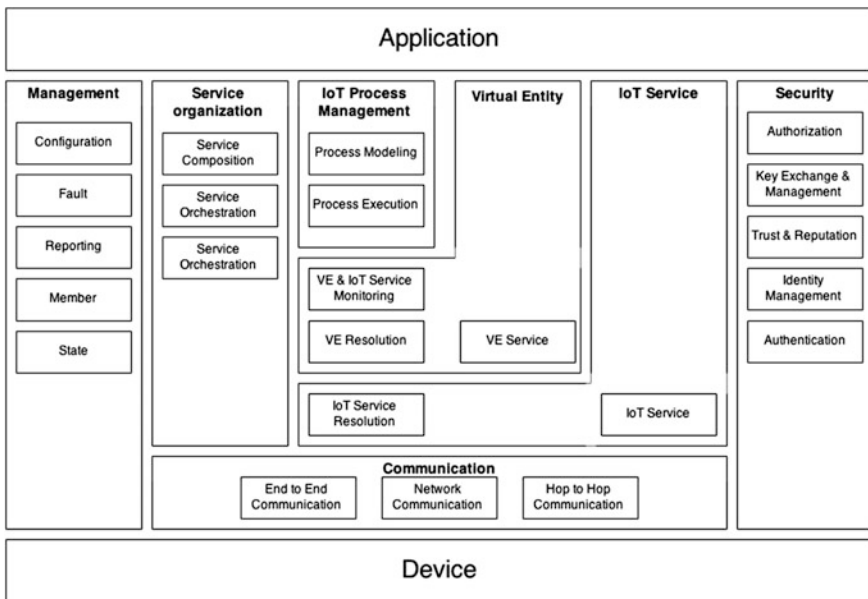 Application
Management
Configuration
Fault
Reporting
Member
State
Service
organization
Service
Composition
Service
Orchestration
Service
Orchestration
IoT Process
Management
Process Modeling
Process Execution
Virtual Entity
VE & IoT Service
Monitoring
VE Resolution
VE Service
IoT Service
IoT Service
Resolution
IoT Service
Security
Authorization
Key Exchange &
Management
Trust & Reputation
Identity
Management
Authentication
Communication
End to End
Communication
Network
Communication
Hop to Hop
Communication
Device